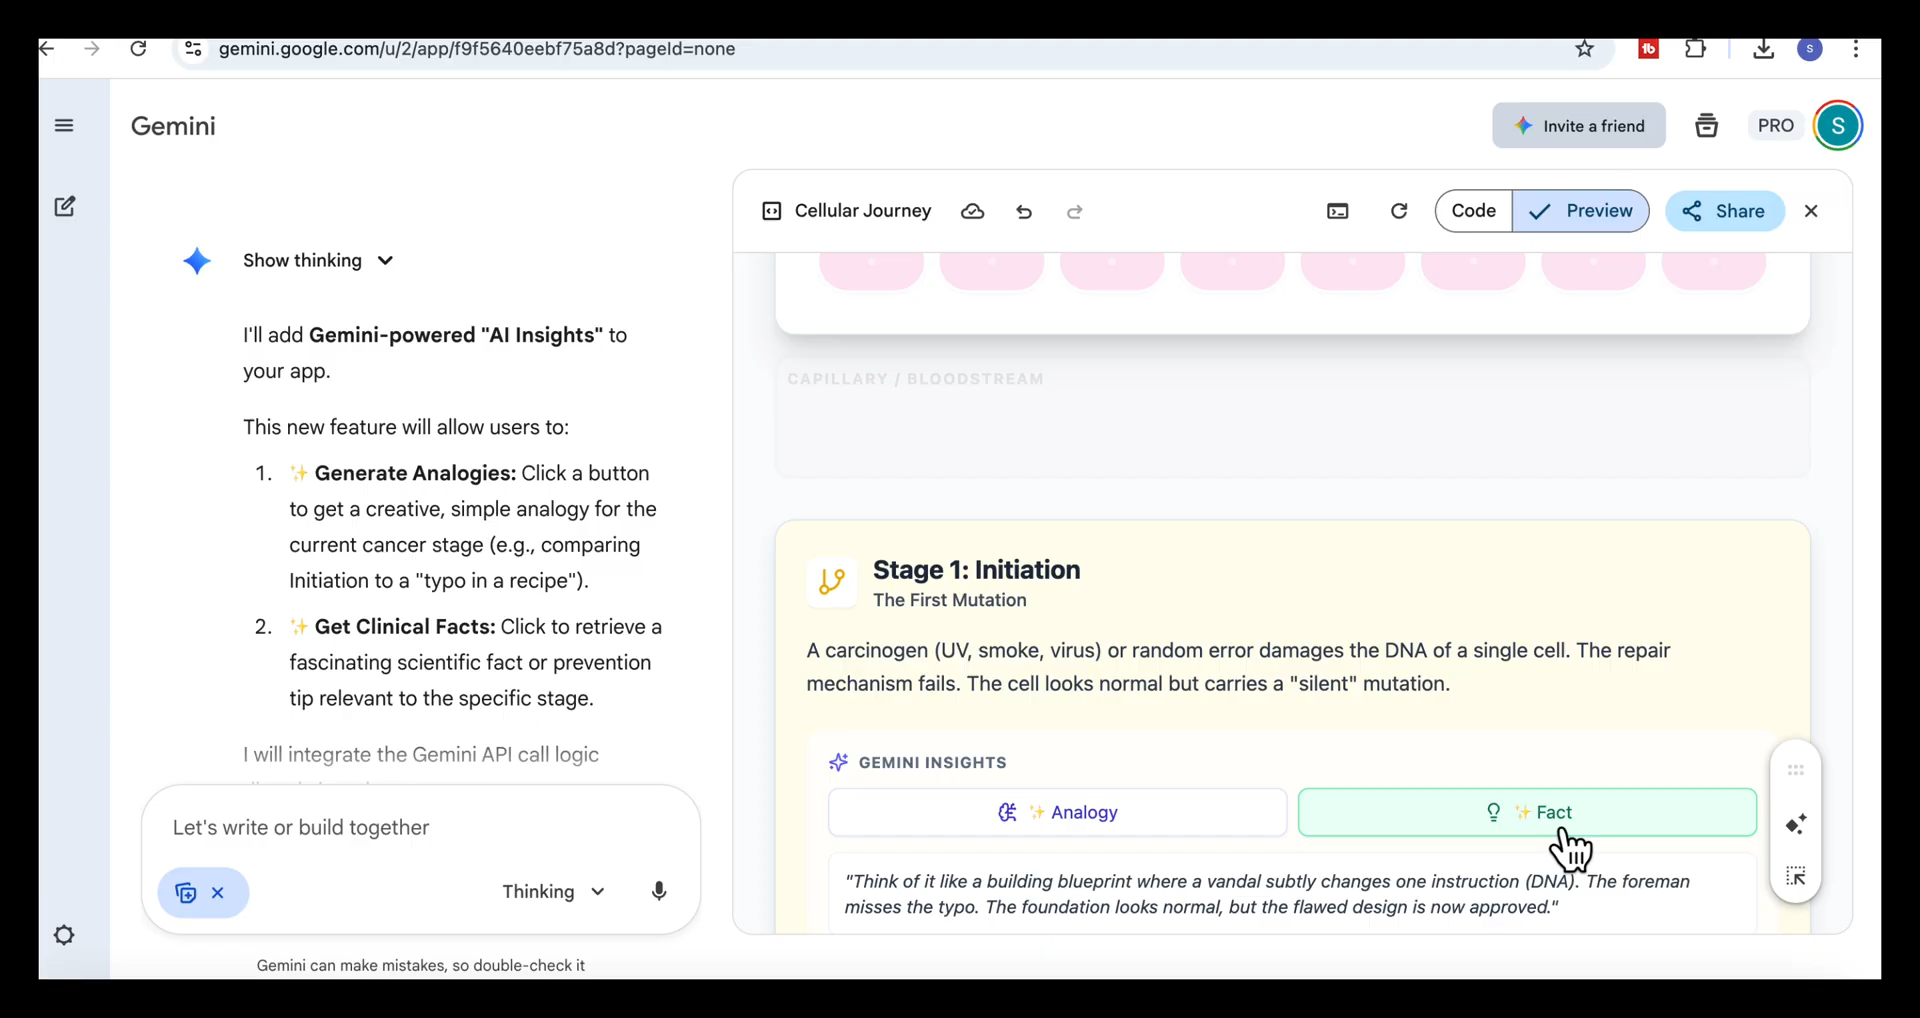 gemini.google.com/u/2/app/f9f5640eebf75a8d?pageId=none
tb
S
Gemini
Invite a friend
PRO
S
Show thinking
I'll add Gemini-powered "AI Insights" to
your app.
This new feature will allow users to:
1. ✨ Generate Analogies: Click a button
to get a creative, simple analogy for the
current cancer stage (e.g., comparing
Initiation to a "typo in a recipe").
2. ✨ Get Clinical Facts: Click to retrieve a
fascinating scientific fact or prevention
tip relevant to the specific stage.
I will integrate the Gemini API call logic
Let's write or build together
Thinking
Gemini can make mistakes, so double-check it
Cellular Journey
Code
Preview
Share
CAPILLARY / BLOODSTREAM
Stage 1: Initiation
The First Mutation
A carcinogen (UV, smoke, virus) or random error damages the DNA of a single cell. The repair
mechanism fails. The cell looks normal but carries a "silent" mutation.
GEMINI INSIGHTS
✨ Analogy
✨ Fact
"Think of it like a building blueprint where a vandal subtly changes one instruction (DNA). The foreman
misses the typo. The foundation looks normal, but the flawed design is now approved."